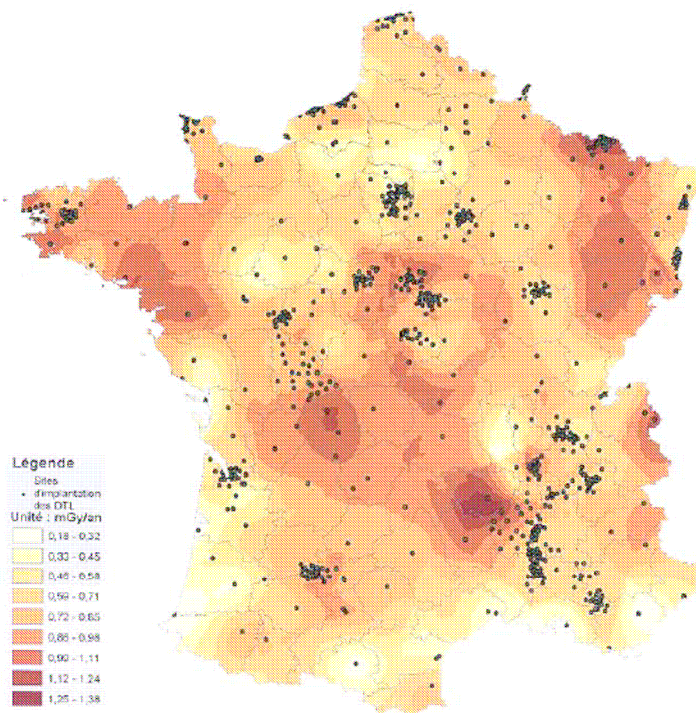 Légende
Sites
d'implantation
des DTL
Unité : mGy/an
0,18 - 0,32
0,33 - 0,45
0,46 - 0,58
0,59 - 0,71
0,72 - 0,85
0,86 - 0,98
0,99 - 1,11
1,12 - 1,24
1,25 - 1,38